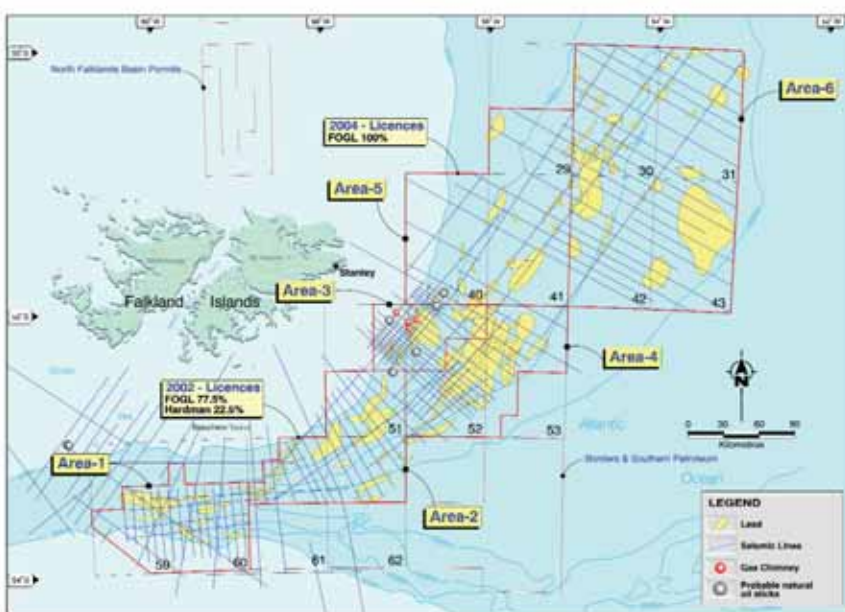 North Falklands Basin Permits
2004 - Licences
FOGL 100%
Area-6
Area-5
29
30
31
Stanley
Area-3
Falkland
Islands
40
41
42
43
Area-4
2002 - Licences
FOGL 77.5%
Hardman 22.5%
51
52
53
Atlantic
Ocean
N
0
30
60
90
Kilometres
Area-1
Borders & Southern Petroleum
Area-2
59
60
61
62
LEGEND
Lead
Seismic Lines
Gas Chimney
Probable natural
oil slicks